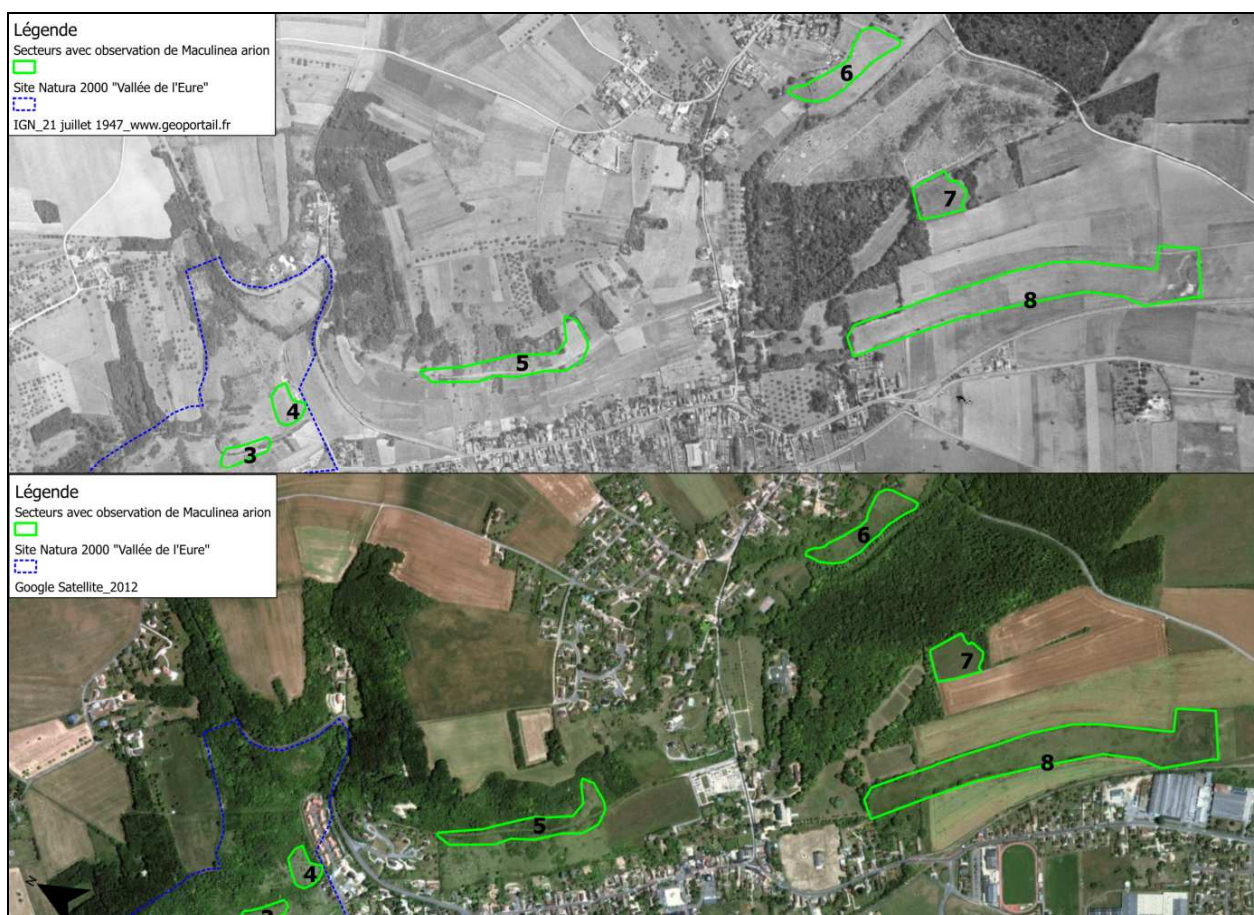 Légende
Secteurs avec observation de Maculinea arion
Site Natura 2000 "Vallée de l'Eure"
IGN_21 juillet 1947_www.geoportail.fr
6
7
8
5
4
3
Légende
Secteurs avec observation de Maculinea arion
Site Natura 2000 "Vallée de l'Eure"
Google Satellite_2012
6
7
8
5
4
3
N